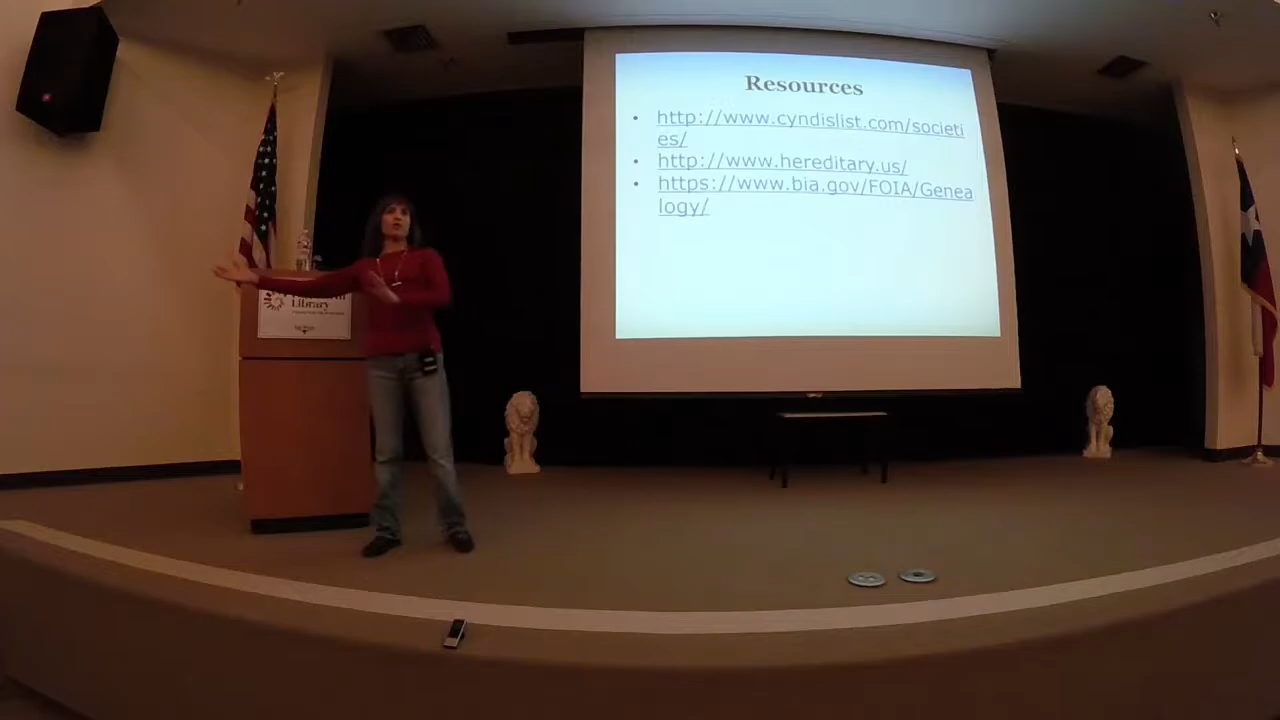 Resources
http://www.cyndislist.com/societi
es/
http://www.hereditary.us/
https://www.bia.gov/FOIA/Genea
logy/
Library